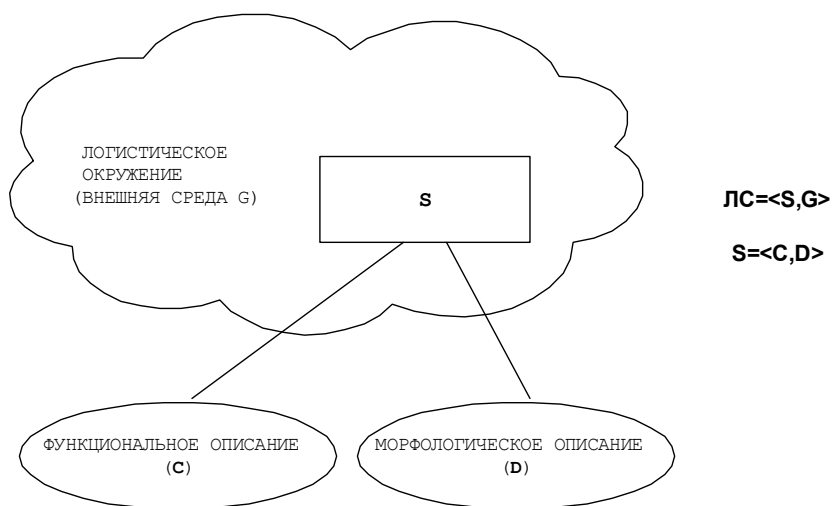 ЛОГИСТИЧЕСКОЕ
ОКРУЖЕНИЕ
(ВНЕШНЯЯ СРЕДА G)
S
ЛС=<S,G>
S=<C,D>
ФУНКЦИОНАЛЬНОЕ ОПИСАНИЕ
(C)
МОРФОЛОГИЧЕСКОЕ ОПИСАНИЕ
(D)